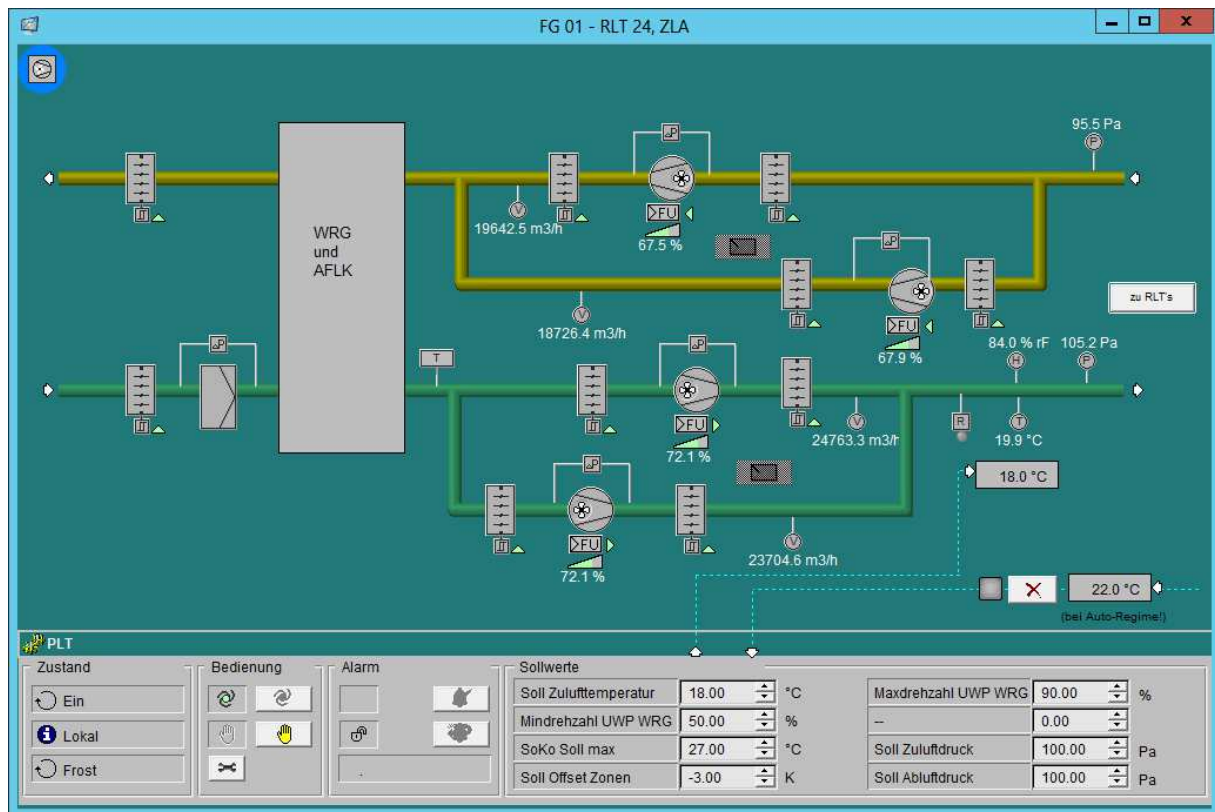 FG 01 - RLT 24, ZLA
X
95.5 Pa
P
ΔP
WRG
und
AFLK
V
19642.5 m3/h
FU
67.5 %
ΔP
zu RLT's
V
18726.4 m3/h
FU
67.9 %
84.0 % rF
105.2 Pa
H
P
ΔP
T
ΔP
FU
72.1 %
V
24763.3 m3/h
R
T
19.9 °C
18.0 °C
ΔP
FU
72.1 %
V
23704.6 m3/h
22.0 °C
(bei Auto-Regime!)
PLT
Zustand
Bedienung
Alarm
Sollwerte
Ein
Lokal
Frost
.
Soll Zulufttemperatur 18.00 °C
Maxdrehzahl UWP WRG 90.00 %
Mindrehzahl UWP WRG 50.00 %
-- 0.00
SoKo Soll max 27.00 °C
Soll Zuluftdruck 100.00 Pa
Soll Offset Zonen -3.00 K
Soll Abluftdruck 100.00 Pa